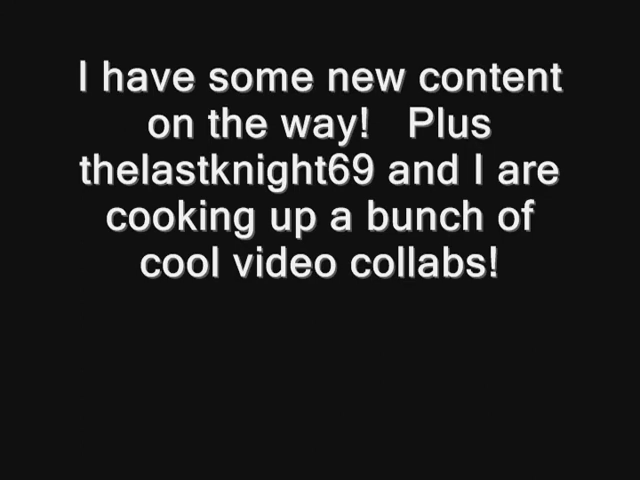 I have some new content
on the way!   Plus
thelastknight69 and I are
cooking up a bunch of
cool video collabs!